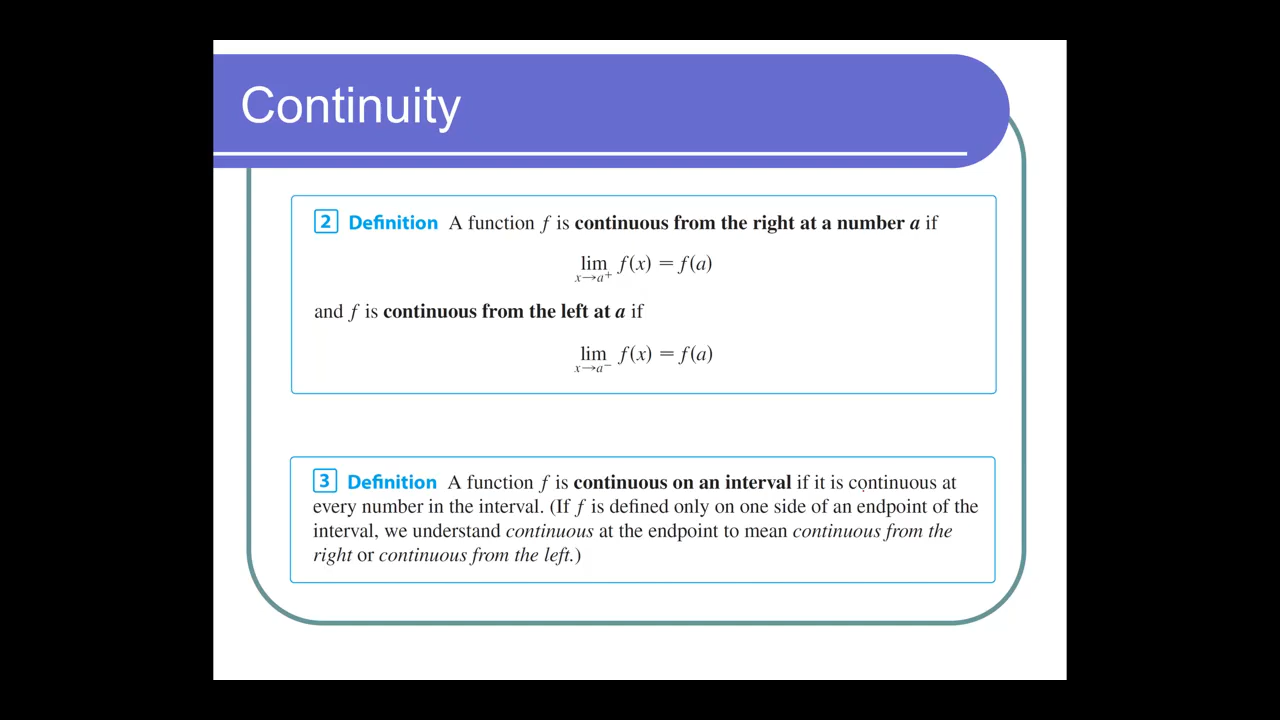 Continuity
2 Definition A function f is continuous from the right at a number a if
lim f(x) = f(a)
x→a⁺
and f is continuous from the left at a if
lim f(x) = f(a)
x→a⁻
3 Definition A function f is continuous on an interval if it is continuous at
every number in the interval. (If f is defined only on one side of an endpoint of the
interval, we understand continuous at the endpoint to mean continuous from the
right or continuous from the left.)